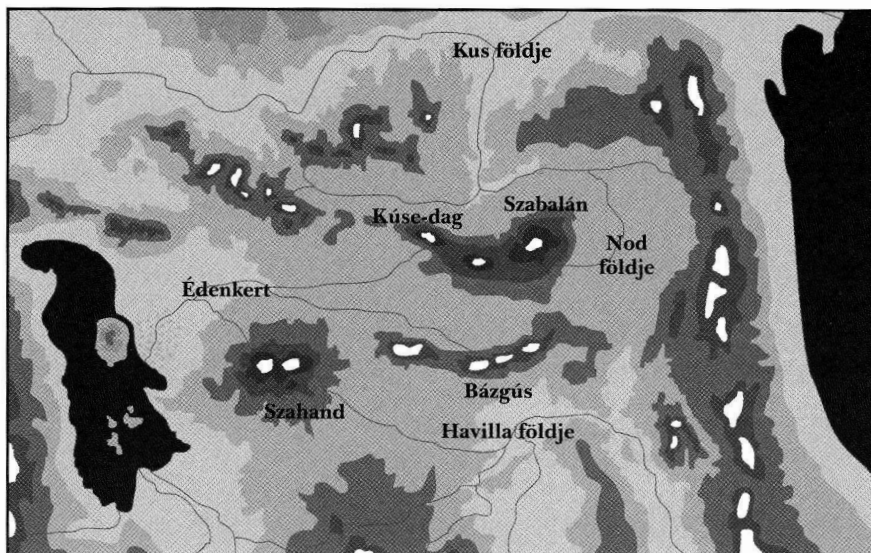 Kus földje
Kúse-dag
Szabalán
Nod
földje
Édenkert
Bázgús
Szahand
Havilla földje